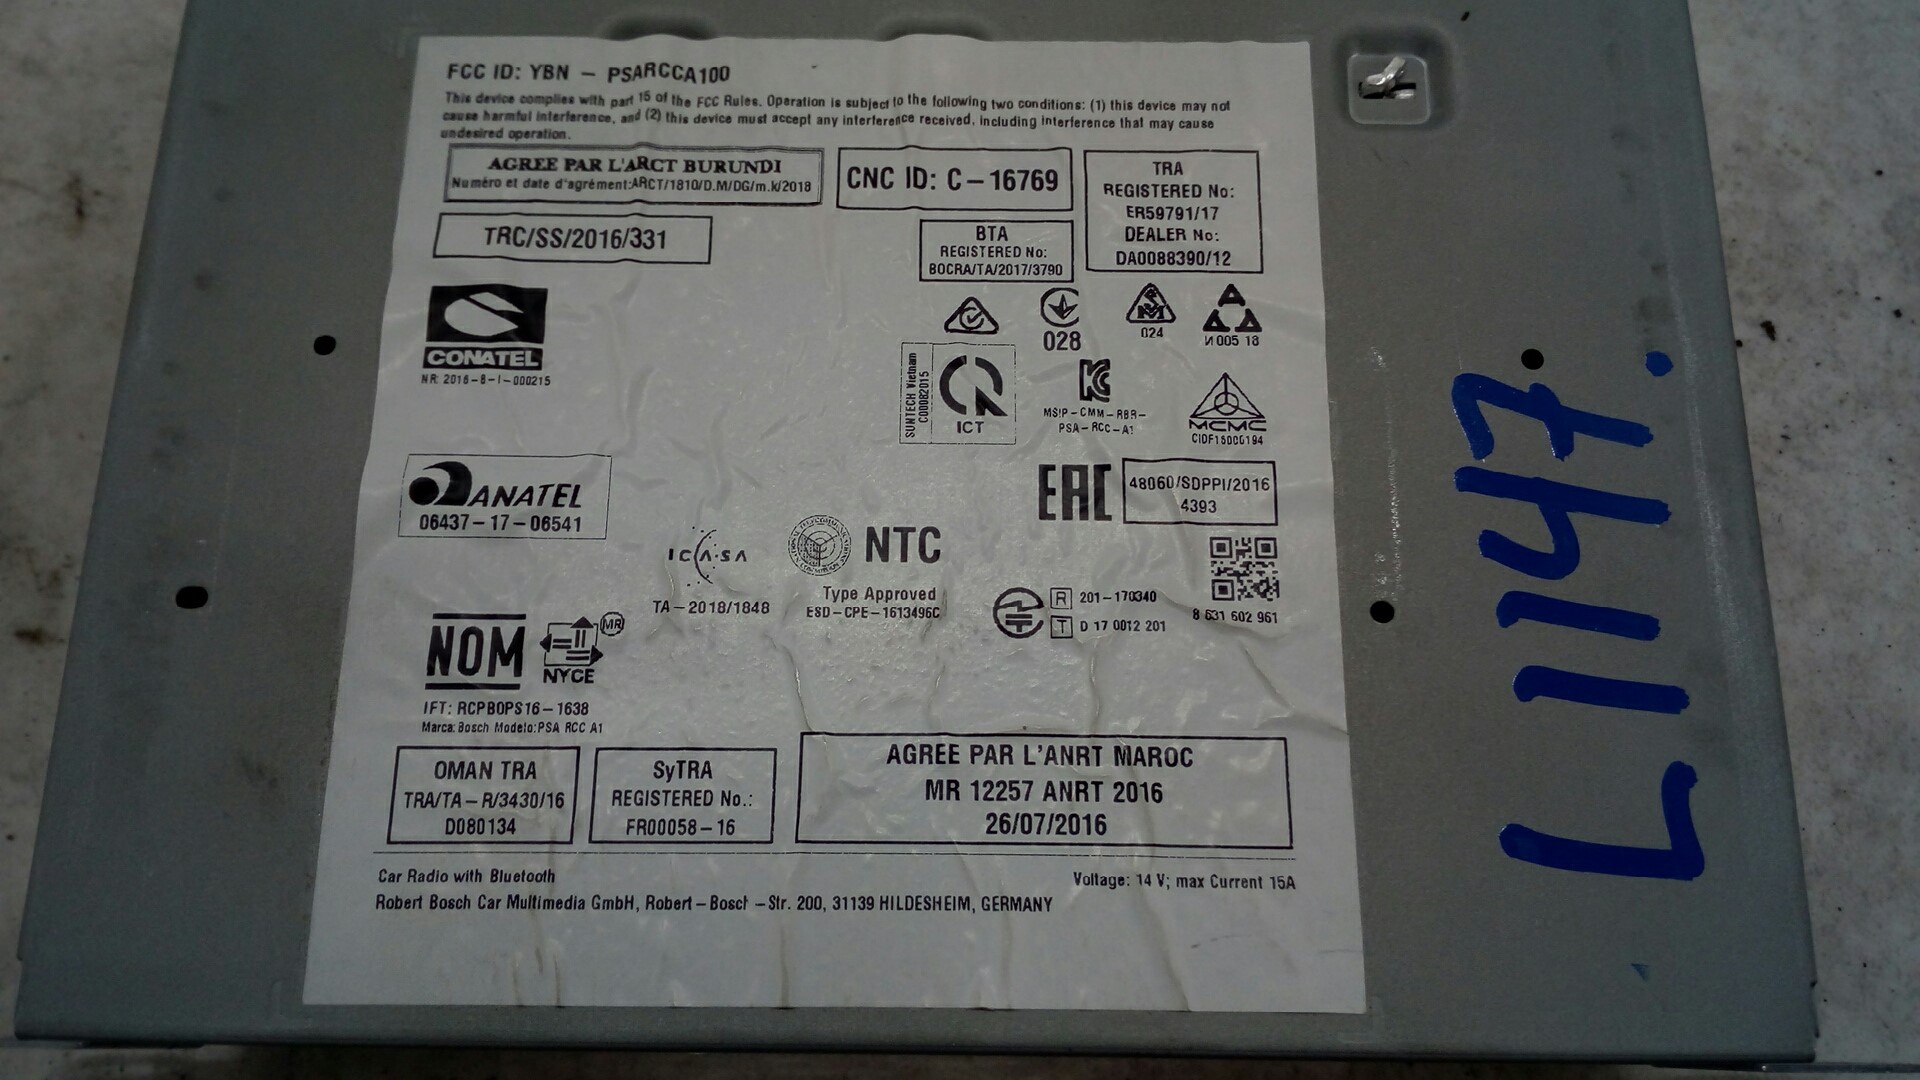 FCC ID: YBN - PSARCCA100
This device complies with part 15 of the FCC Rules. Operation is subject to the following two conditions: (1) this device may not
cause harmful interference, and (2) this device must accept any interference received, including interference that may cause
undesired operation.
AGREE PAR L'ARCT BURUNDI
Numéro et date d'agrément:ARCT/1810/D.M/DG/m.k/2018
CNC ID: C-16769
TRA
REGISTERED No:
ER59791/17
DEALER No:
DA0088390/12
TRC/SS/2016/331
BTA
REGISTERED No:
BOCRA/TA/2017/3790
CONATEL
NR: 2016-8-I-000215
028
024
И 005 18
SUNTECH Vietnam
C00082015
ICT
MSIP-CMM-RBR-
PSA-RCC-A1
MCMC
CIDF16000194
ANATEL
06437-17-06541
EAC
48060/SDPPI/2016
4393
ICASA
TA-2018/1848
NTC
Type Approved
ESD-CPE-1613496C
R 201-170340
T D 17 0012 201
8 631 602 961
NOM
MR
NYCE
IFT: RCPBOPS16-1638
Marca:Bosch Modelo:PSA RCC A1
OMAN TRA
TRA/TA-R/3430/16
D080134
SyTRA
REGISTERED No.:
FR00058-16
AGREE PAR L'ANRT MAROC
MR 12257 ANRT 2016
26/07/2016
Car Radio with Bluetooth
Voltage: 14 V; max Current 15A
Robert Bosch Car Multimedia GmbH, Robert-Bosch-Str. 200, 31139 HILDESHEIM, GERMANY
L1147.